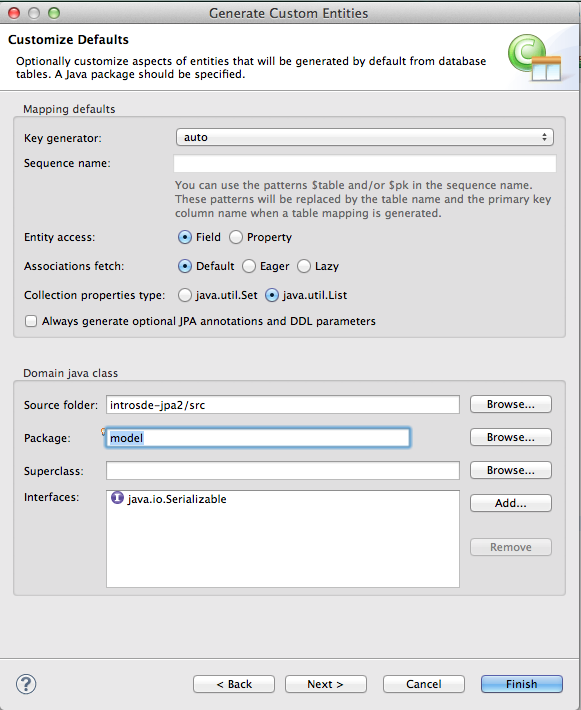 Generate Custom Entities
Customize Defaults
Optionally customize aspects of entities that will be generated by default from database
tables. A Java package should be specified.
Mapping defaults
Key generator: auto
Sequence name:
You can use the patterns $table and/or $pk in the sequence name.
These patterns will be replaced by the table name and the primary key
column name when a table mapping is generated.
Entity access: Field Property
Associations fetch: Default Eager Lazy
Collection properties type: java.util.Set java.util.List
Always generate optional JPA annotations and DDL parameters
Domain java class
Source folder: introsde-jpa2/src Browse...
Package: model Browse...
Superclass: Browse...
Interfaces: I java.io.Serializable Add...
Remove
? < Back Next > Cancel Finish